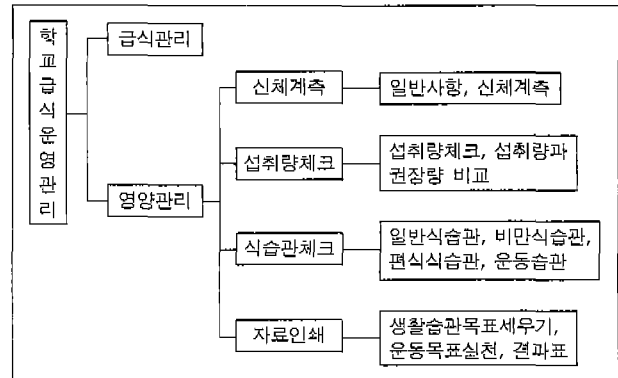 학교급식운영관리
급식관리
영양관리
신체계측
일반사항, 신체계측
섭취량체크
섭취량체크, 섭취량과
권장량 비교
식습관체크
일반식습관, 비만식습관,
편식식습관, 운동습관
자료인쇄
생활습관목표세우기,
운동목표실천, 결과표